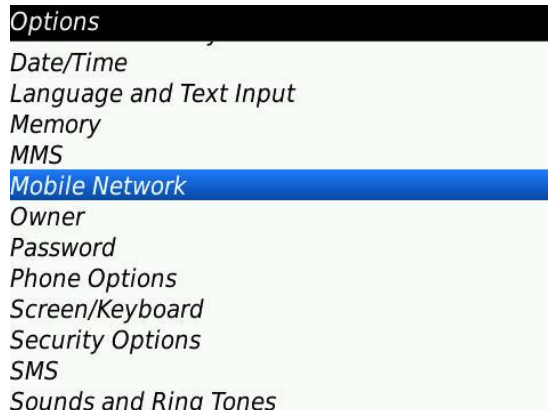 Options
Date/Time
Language and Text Input
Memory
MMS
Mobile Network
Owner
Password
Phone Options
Screen/Keyboard
Security Options
SMS
Sounds and Ring Tones